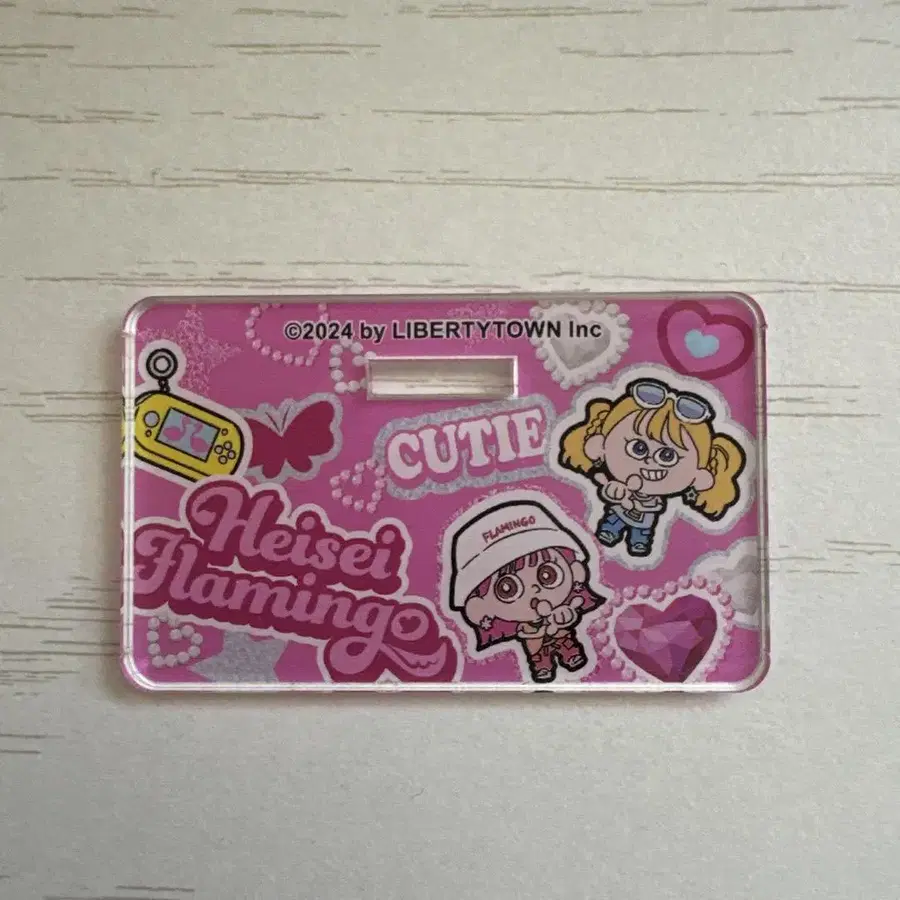 ©2024 by LIBERTYTOWN Inc
CUTIE
Heisei
Flamingo
FLAMINGO